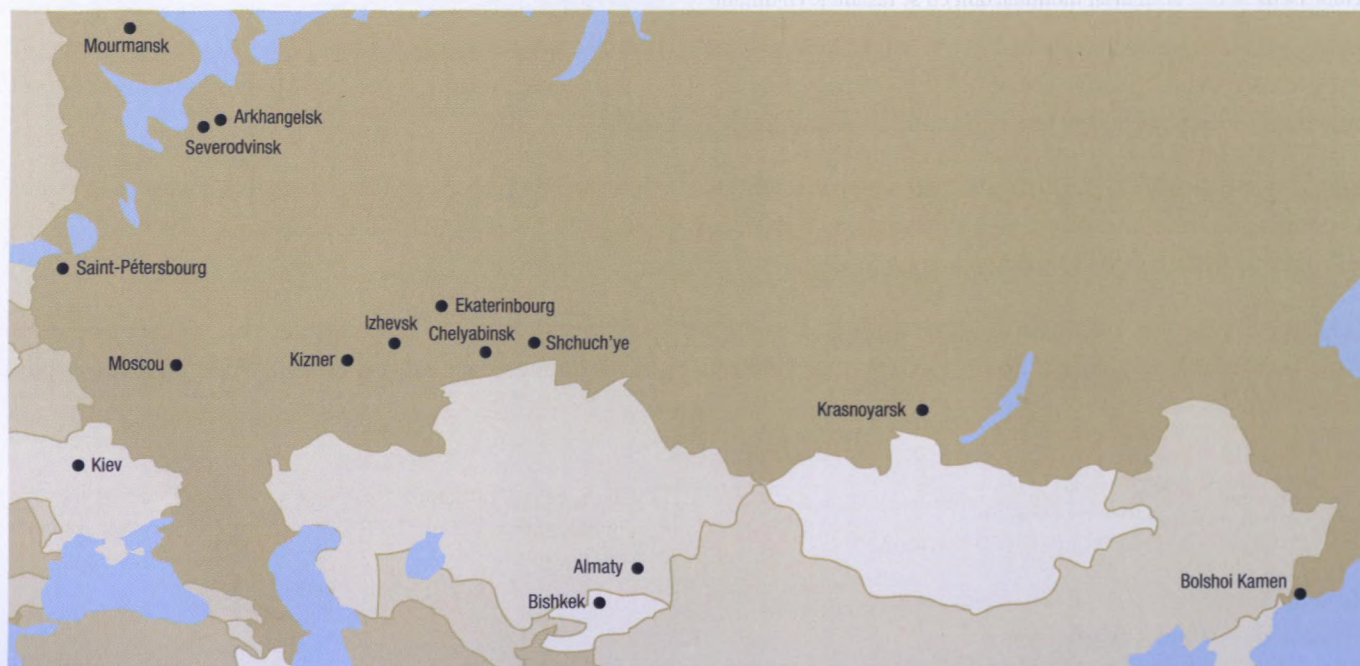 Mourmansk
Arkhangelsk
Severodvinsk
Saint-Pétersbourg
Ekaterinbourg
Izhevsk
Chelyabinsk
Shchuch'ye
Kizner
Moscou
Krasnoyarsk
Kiev
Almaty
Bolshoi Kamen
Bishkek